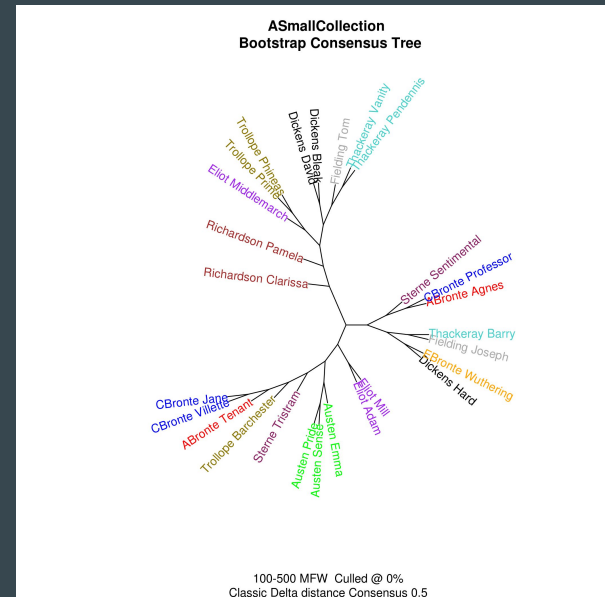 ASmallCollection
Bootstrap Consensus Tree
Thackeray Vanity
Thackeray Pendennis
Fielding Tom
Dickens Bleak
Dickens David
Trollope Phineas
Trollope Prime
Eliot Middlemarch
Richardson Pamela
Richardson Clarissa
Sterne Sentimental
CBronte Professor
ABronte Agnes
Thackeray Barry
Fielding Joseph
EBronte Wuthering
Dickens Hard
Eliot Mill
Eliot Adam
Austen Emma
Austen Sense
Austen Pride
Sterne Tristram
Trollope Barchester
ABronte Tenant
CBronte Villette
CBronte Jane
100-500 MFW Culled @ 0%
Classic Delta distance Consensus 0.5